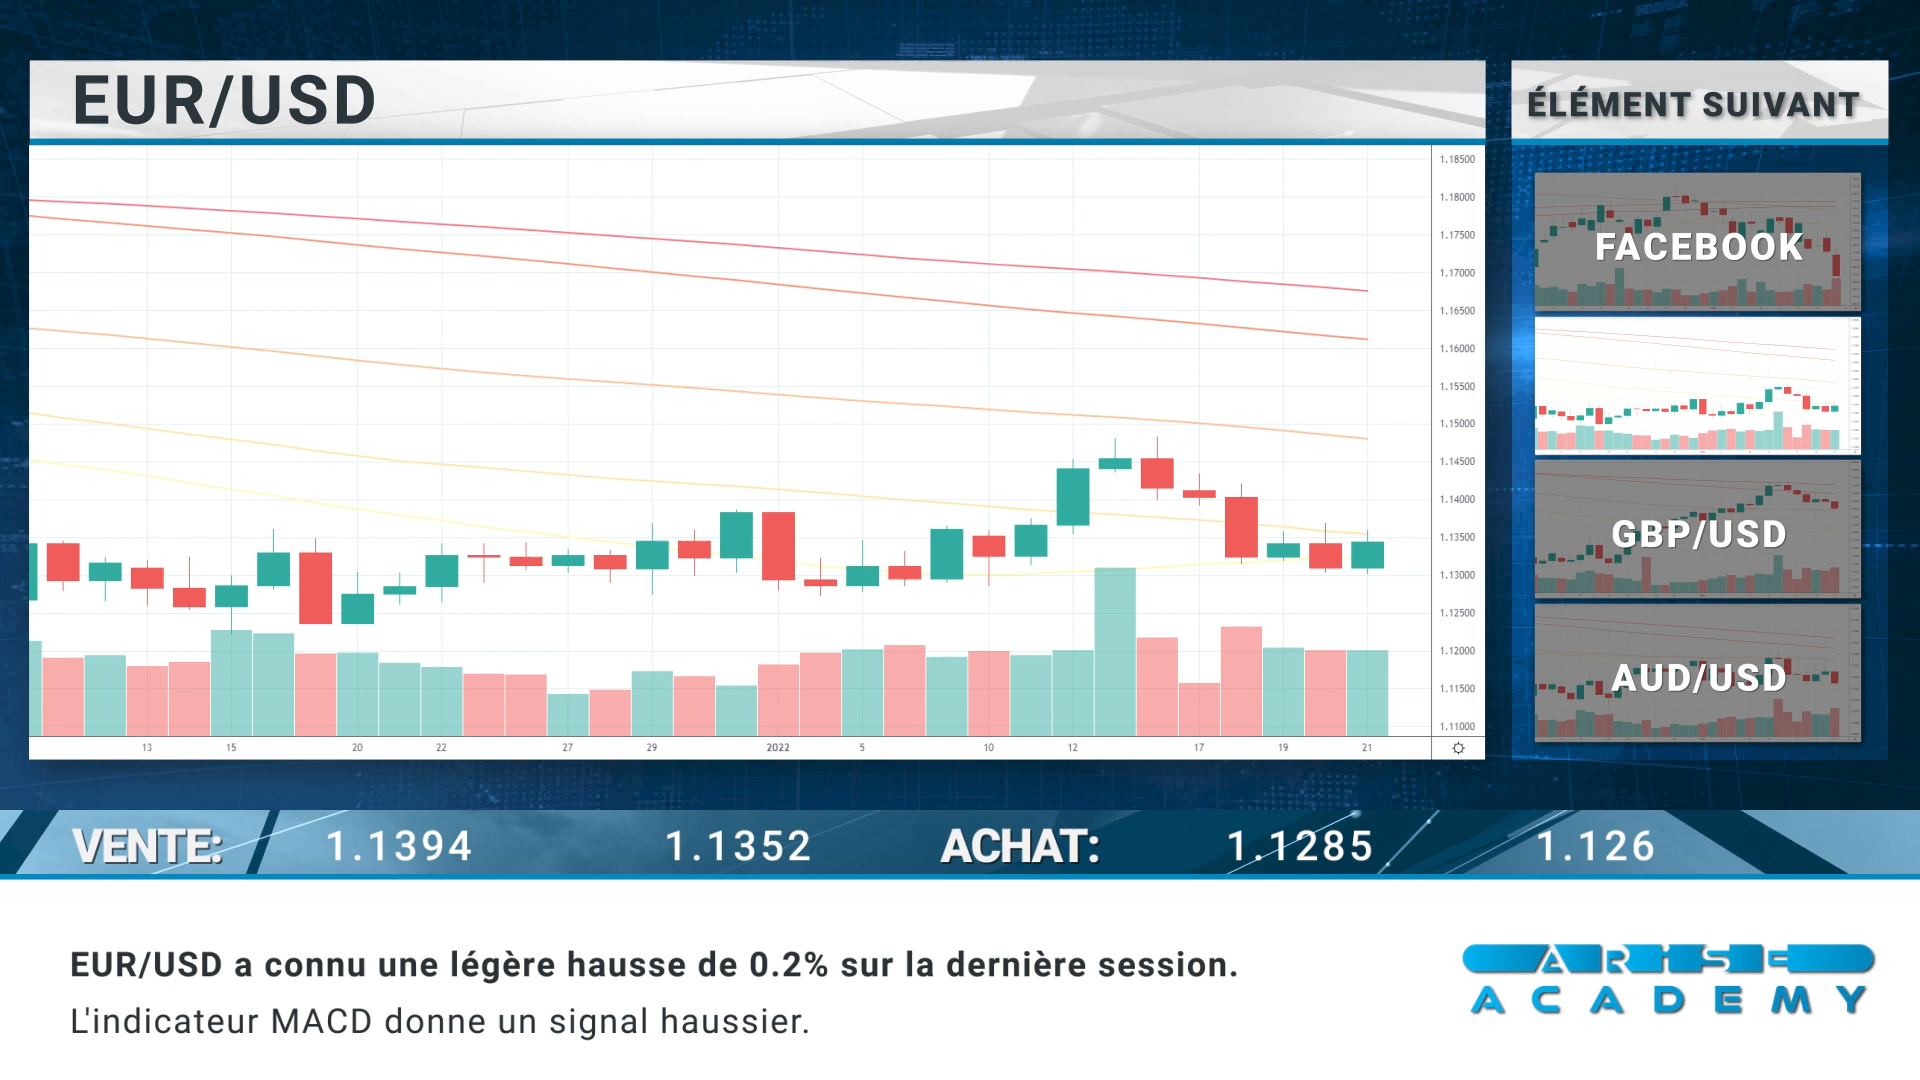 EUR/USD
ÉLÉMENT SUIVANT
1.18500
1.18000
1.17500
1.17000
1.16500
1.16000
1.15500
1.15000
1.14500
1.14000
1.13500
1.13000
1.12500
1.12000
1.11500
1.11000
13 15 20 22 27 29 2022 5 10 12 17 19 21
FACEBOOK
GBP/USD
AUD/USD
VENTE: 1.1394 1.1352 ACHAT: 1.1285 1.126
EUR/USD a connu une légère hausse de 0.2% sur la dernière session.
L'indicateur MACD donne un signal haussier.
ARISE
ACADEMY